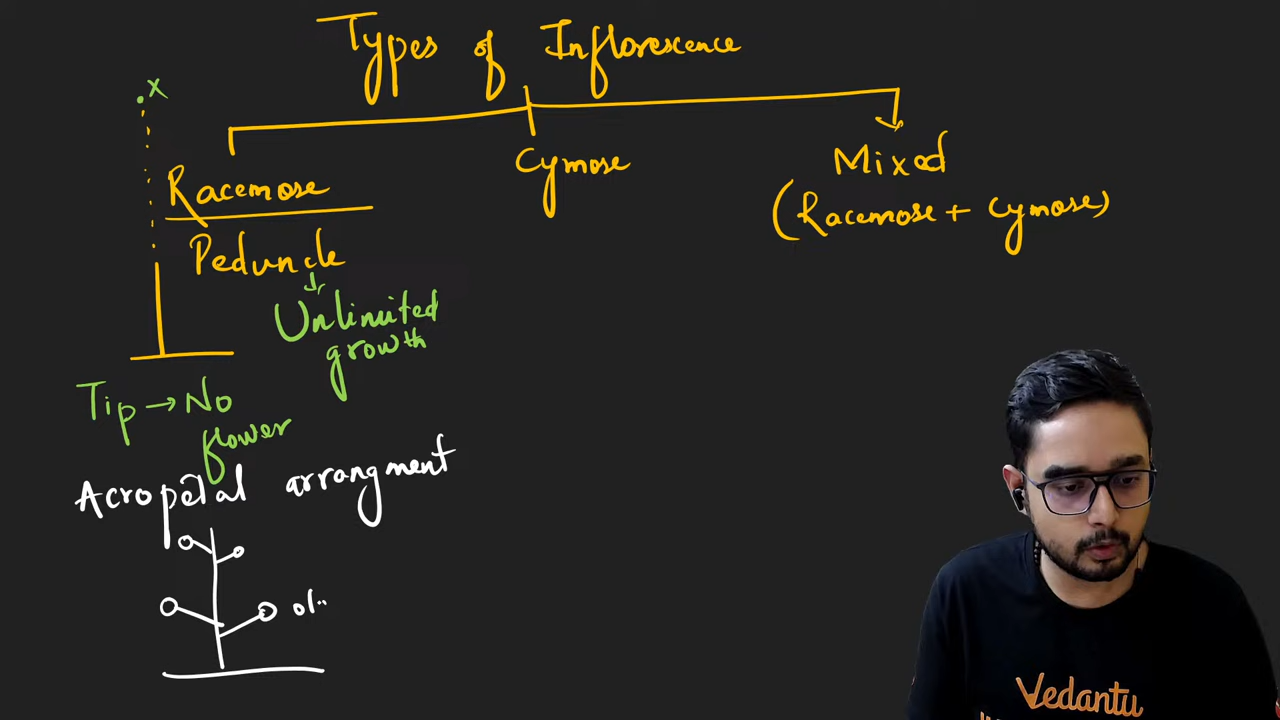 Types of Inflorescence
x
Racemose
Cymose
Mixed
(Racemose + Cymose)
Peduncle
Unlimited
growth
Tip → No
flower
Acropetal arrangment
Vedantu